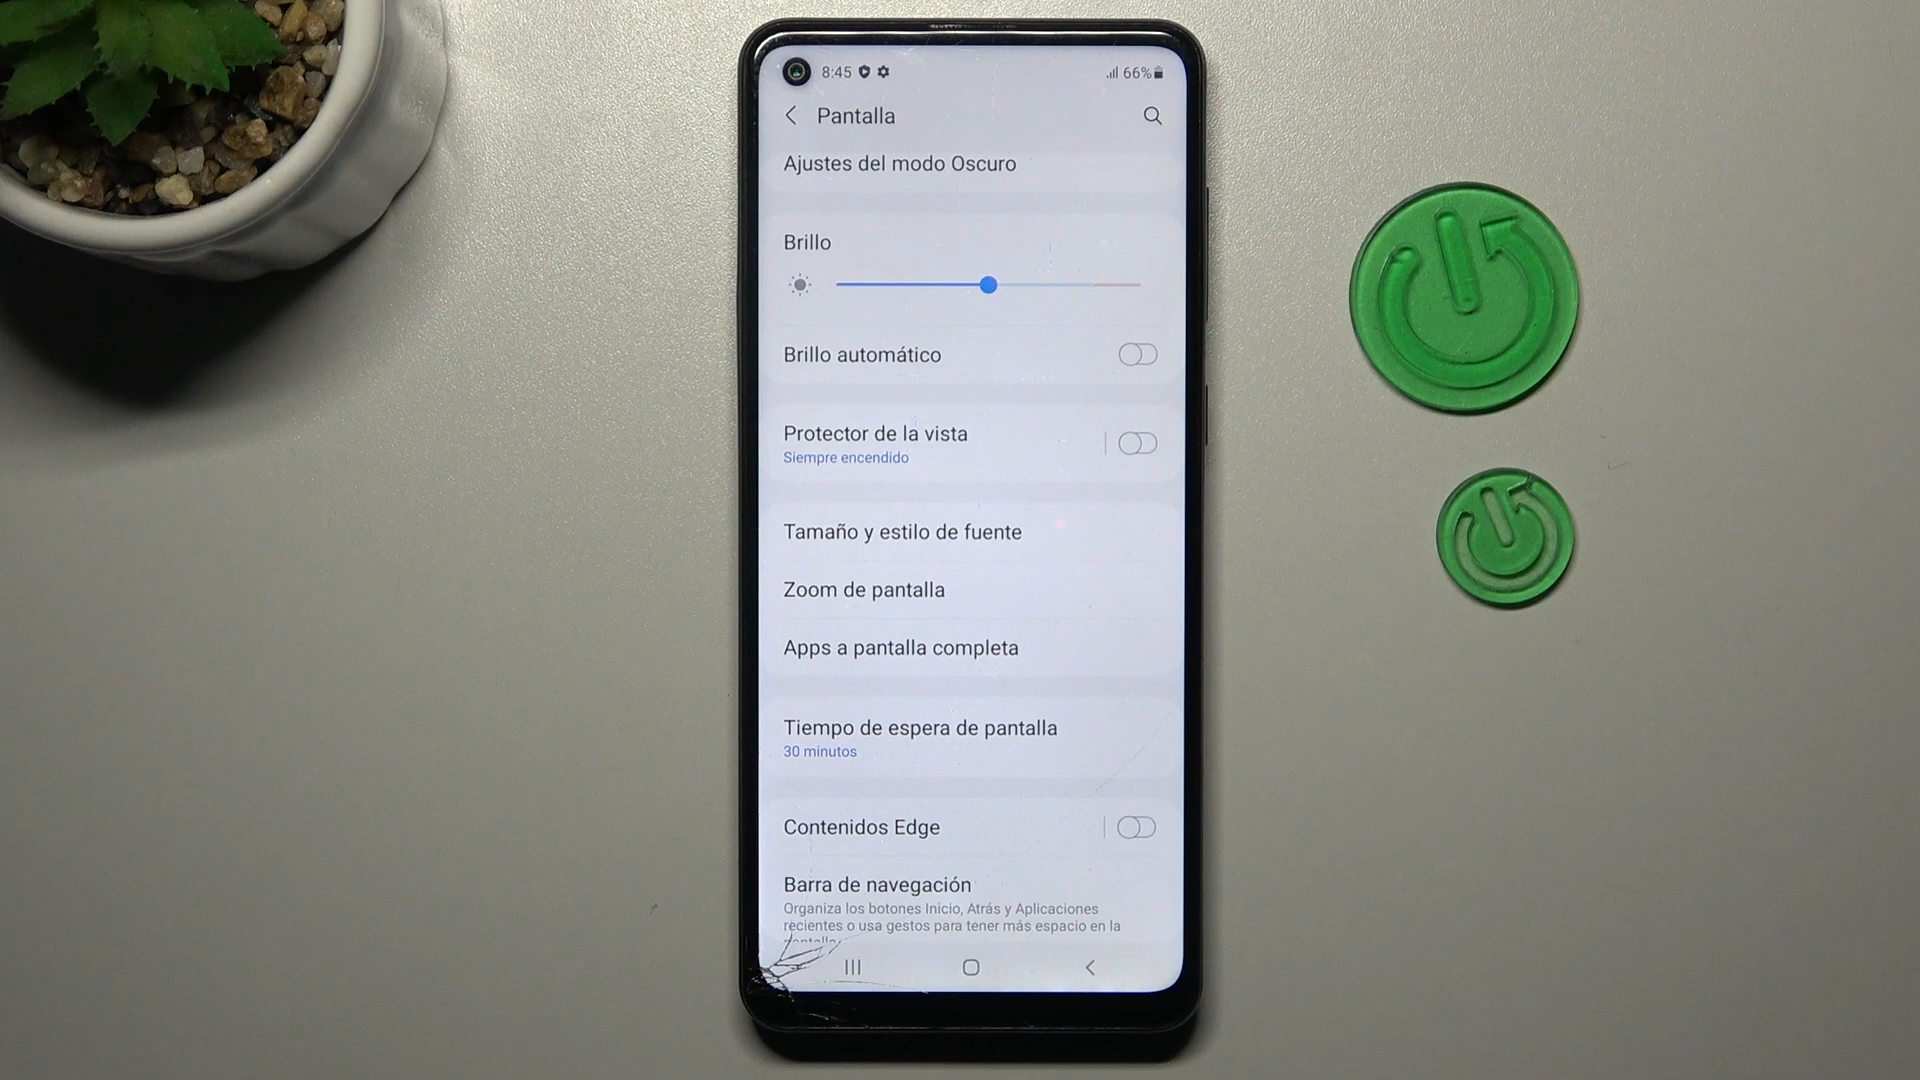 8:45
66%
Pantalla
Ajustes del modo Oscuro
Brillo
Brillo automático
Protector de la vista
Siempre encendido
Tamaño y estilo de fuente
Zoom de pantalla
Apps a pantalla completa
Tiempo de espera de pantalla
30 minutos
Contenidos Edge
Barra de navegación
Organiza los botones Inicio, Atrás y Aplicaciones
recientes o usa gestos para tener más espacio en la
pantalla